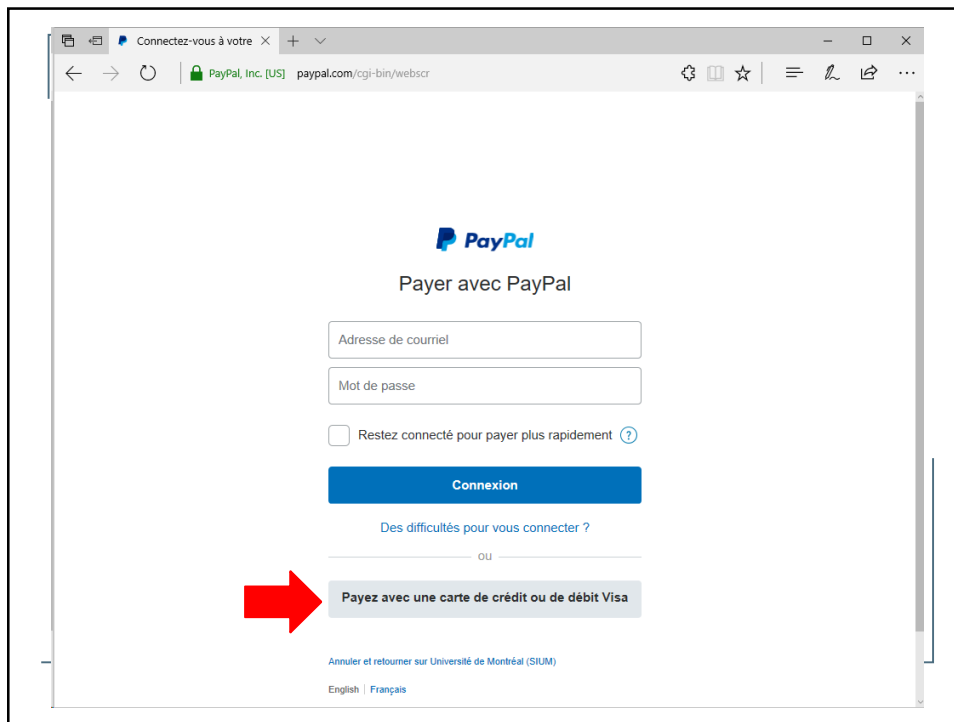 Connectez-vous à votre
PayPal, Inc. [US] paypal.com/cgi-bin/webscr
PayPal
Payer avec PayPal
Adresse de courriel
Mot de passe
Restez connecté pour payer plus rapidement ?
Connexion
Des difficultés pour vous connecter ?
ou
Payez avec une carte de crédit ou de débit Visa
Annuler et retourner sur Université de Montréal (SIUM)
English | Français